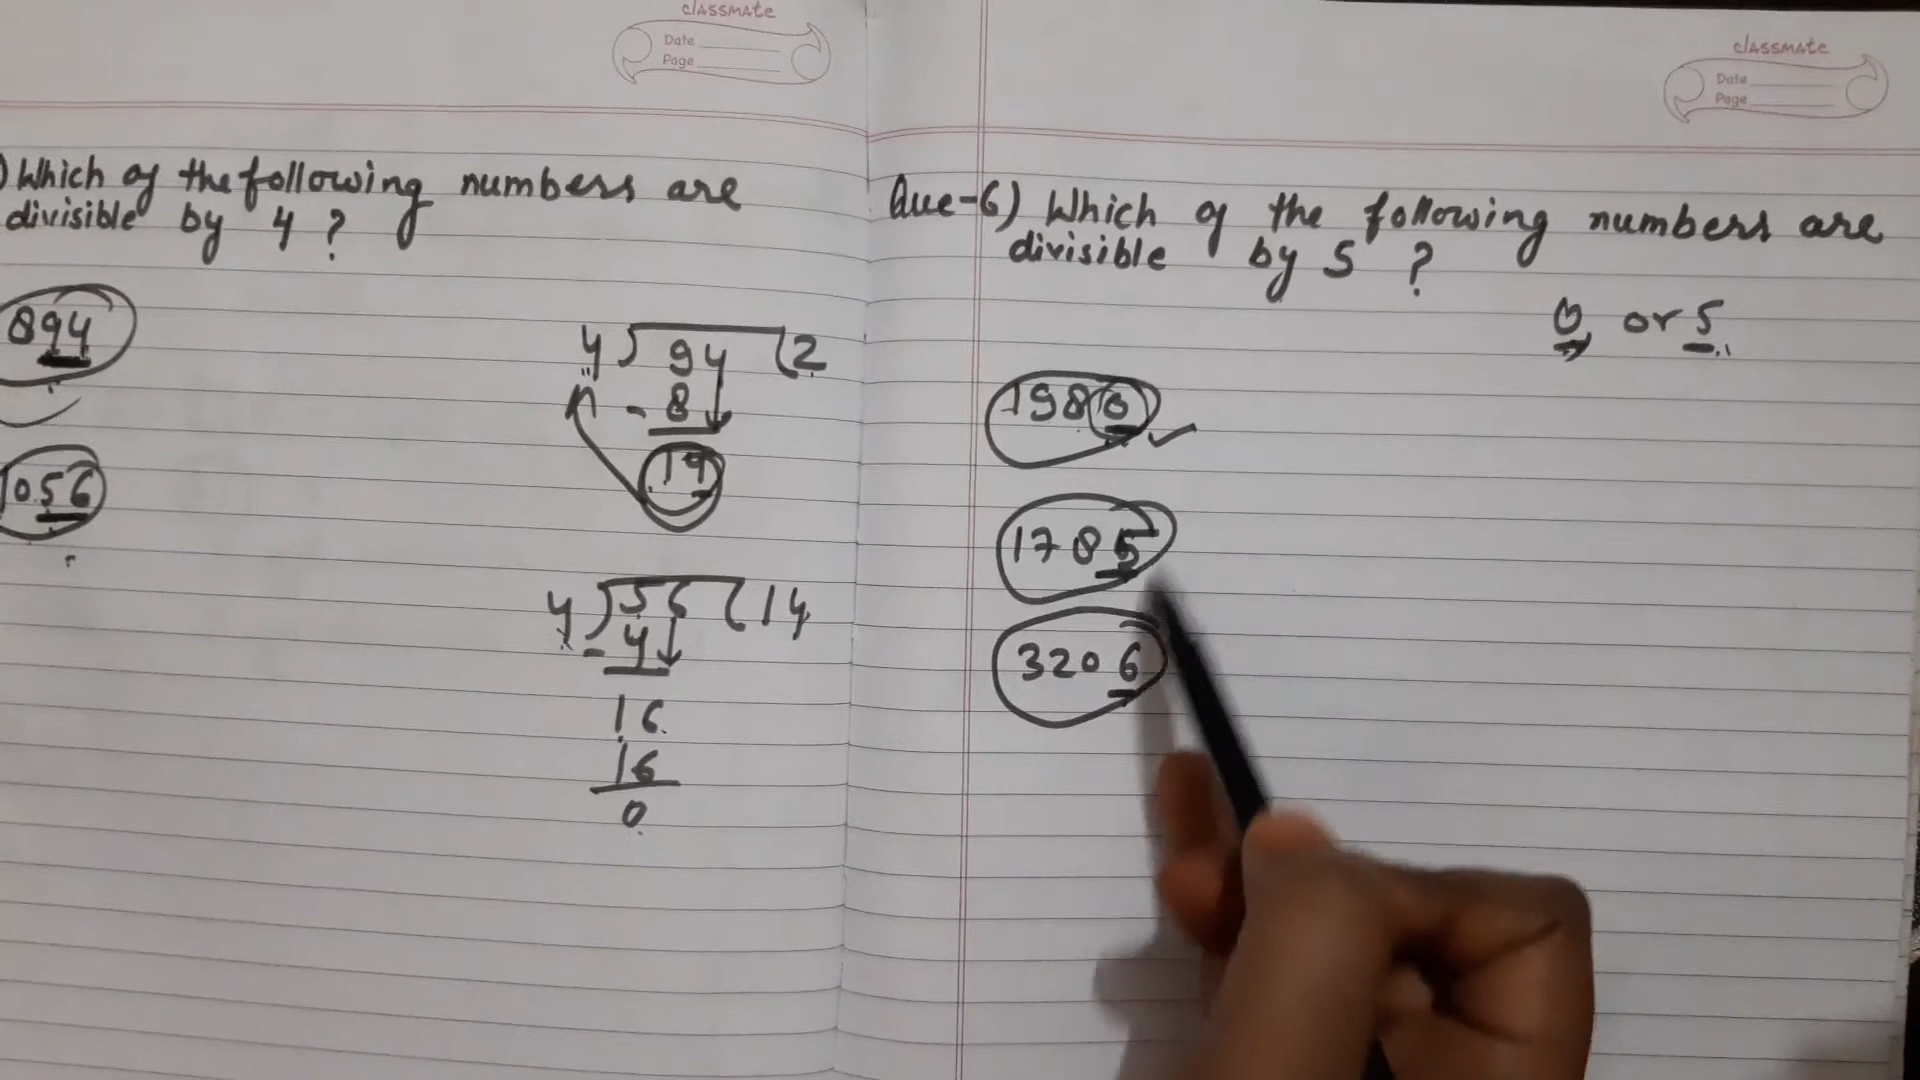 classmate
Date
Page
) Which of the following numbers are
divisible by 4 ?
894
4) 94 (2
- 8
19
1056
4) 56 (14
- 4
16
16
0
classmate
Date
Page
Que-6) Which of the following numbers are
divisible by 5 ?
0 or 5
1980
1785
3206